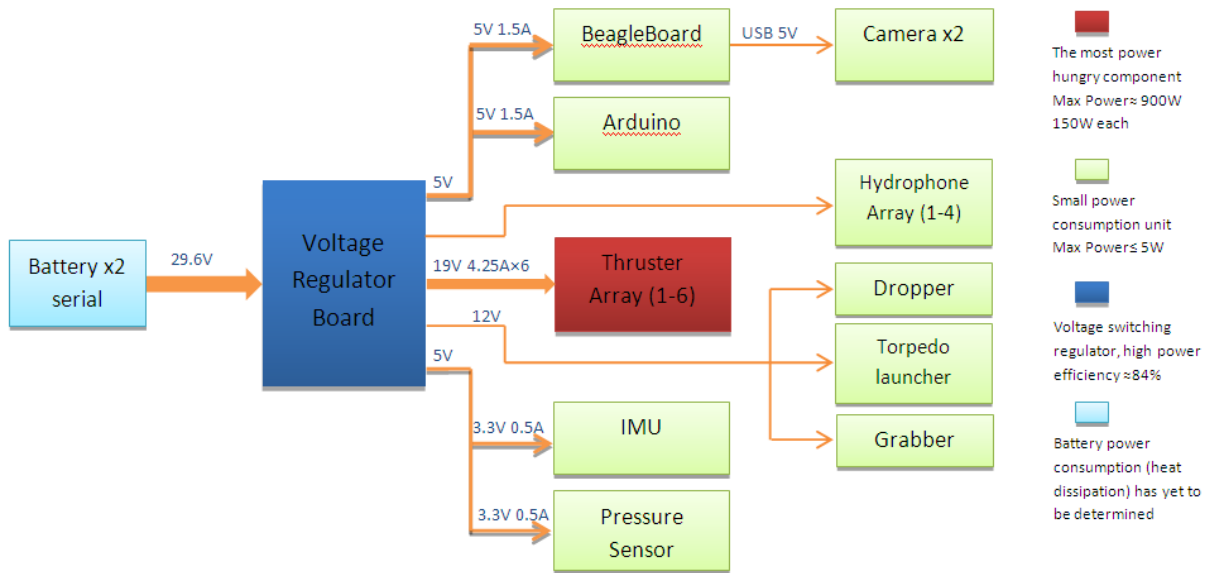 5V 1.5A
BeagleBoard
USB 5V
Camera x2
5V 1.5A
Arduino
5V
Hydrophone
Array (1-4)
Battery x2
serial
29.6V
Voltage
Regulator
Board
19V 4.25A×6
Thruster
Array (1-6)
Dropper
12V
Torpedo
launcher
5V
3.3V 0.5A
IMU
Grabber
3.3V 0.5A
Pressure
Sensor
The most power
hungry component
Max Power≈ 900W
150W each
Small power
consumption unit
Max Power≤ 5W
Voltage switching
regulator, high power
efficiency ≈84%
Battery power
consumption (heat
dissipation) has yet to
be determined